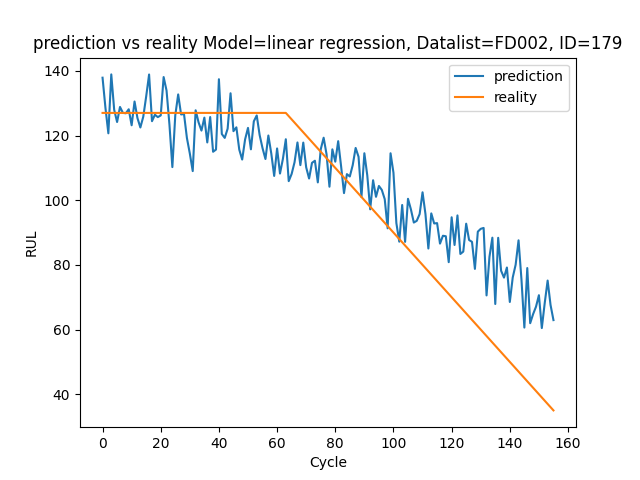 prediction vs reality Model=linear regression, Datalist=FD002, ID=179
prediction
reality
140
120
100
80
60
40
RUL
0 20 40 60 80 100 120 140 160
Cycle